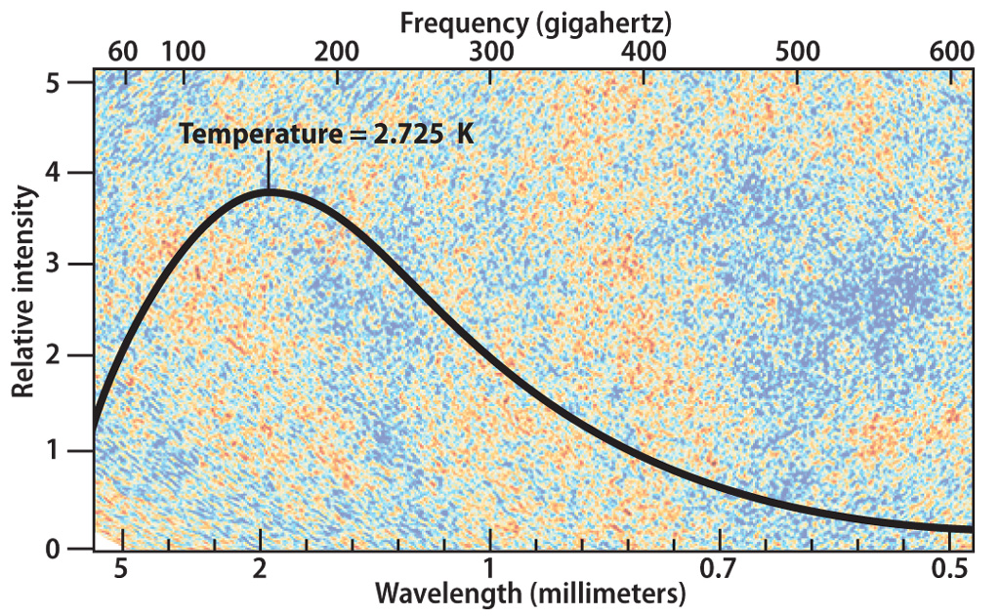 Frequency (gigahertz)
60 100 200 300 400 500 600
5
Temperature = 2.725 K
4
Relative intensity
3
2
1
0
5 2 1 0.7 0.5
Wavelength (millimeters)